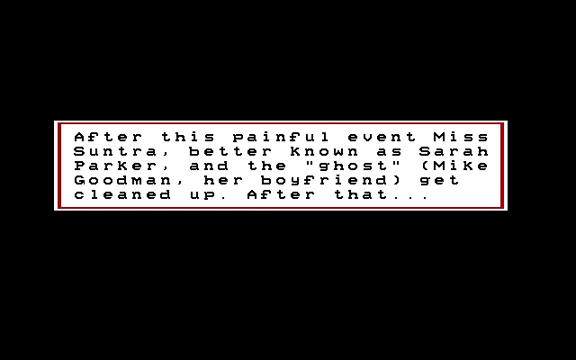 After this painful event Miss
Suntra, better Known as Sarah
Parker, and the "ghost" (Mike
Goodman, her boyfriend) get
cleaned up. After that...